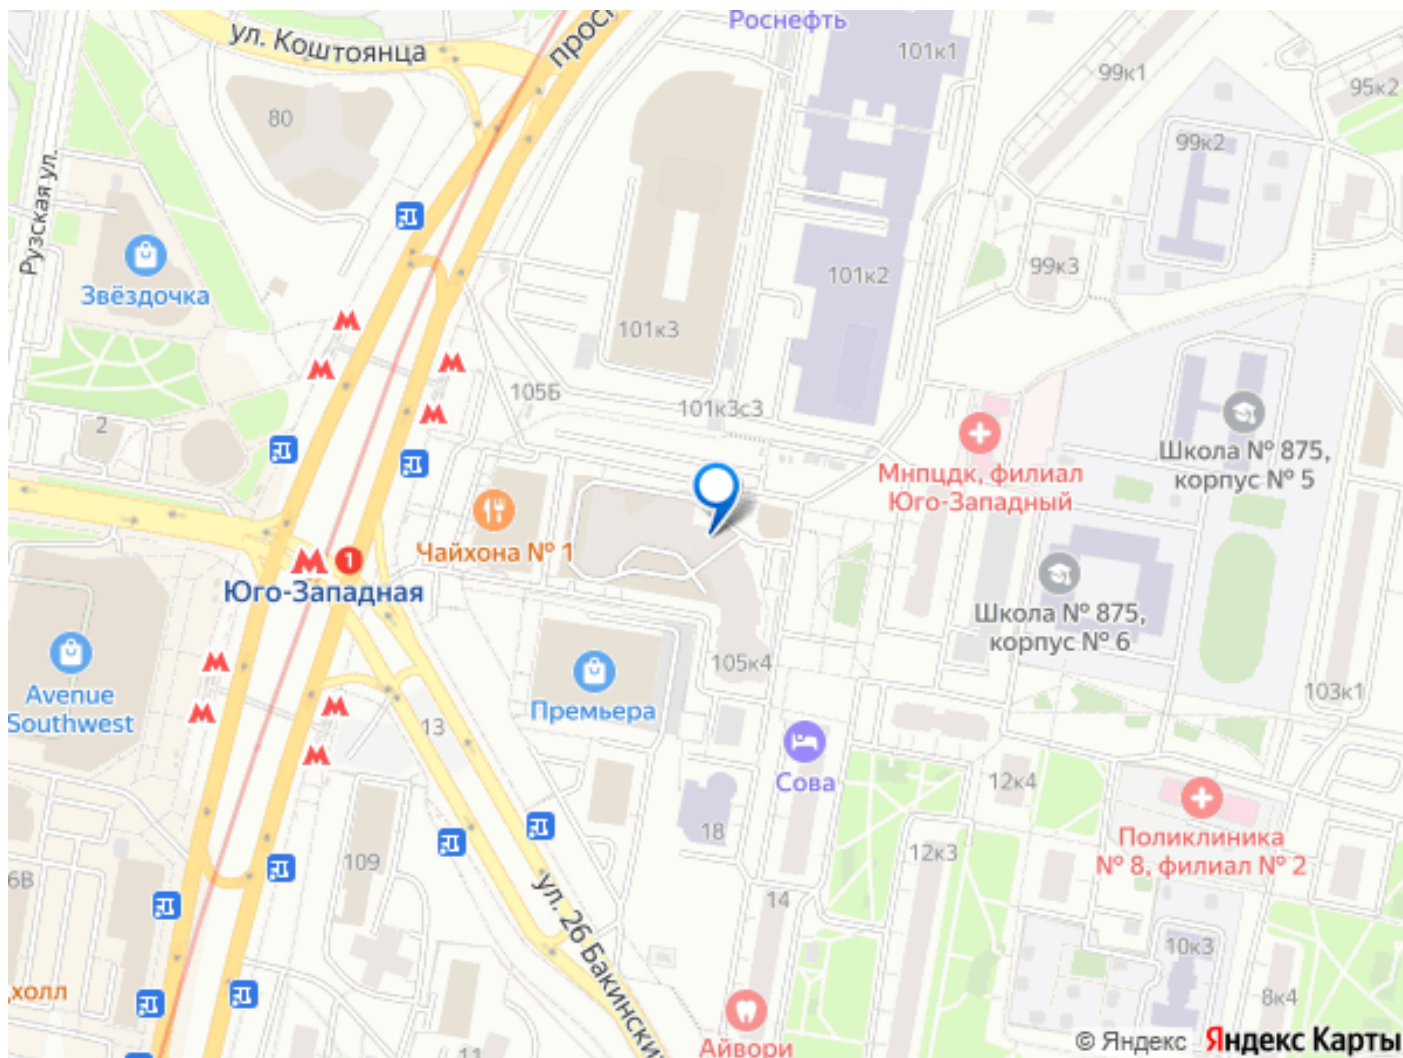 Роснефть
ул. Коштоянца
просп
101к1
99к1
95к2
80
99к2
Рузская ул.
99к3
101к2
Звёздочка
101к3
105Б
101к3с3
2
Школа № 875,
корпус № 5
Мнпцдк, филиал
Юго-Западный
Чайхона № 1
1
Юго-Западная
Школа № 875,
корпус № 6
105к4
103к1
Avenue
Southwest
Премьера
13
Сова
12к4
18
Поликлиника
№ 8, филиал № 2
12к3
109
6В
14
ул. 26 Бакински
10к3
холл
8к4
11
Айвори
© Яндекс Яндекс Карты